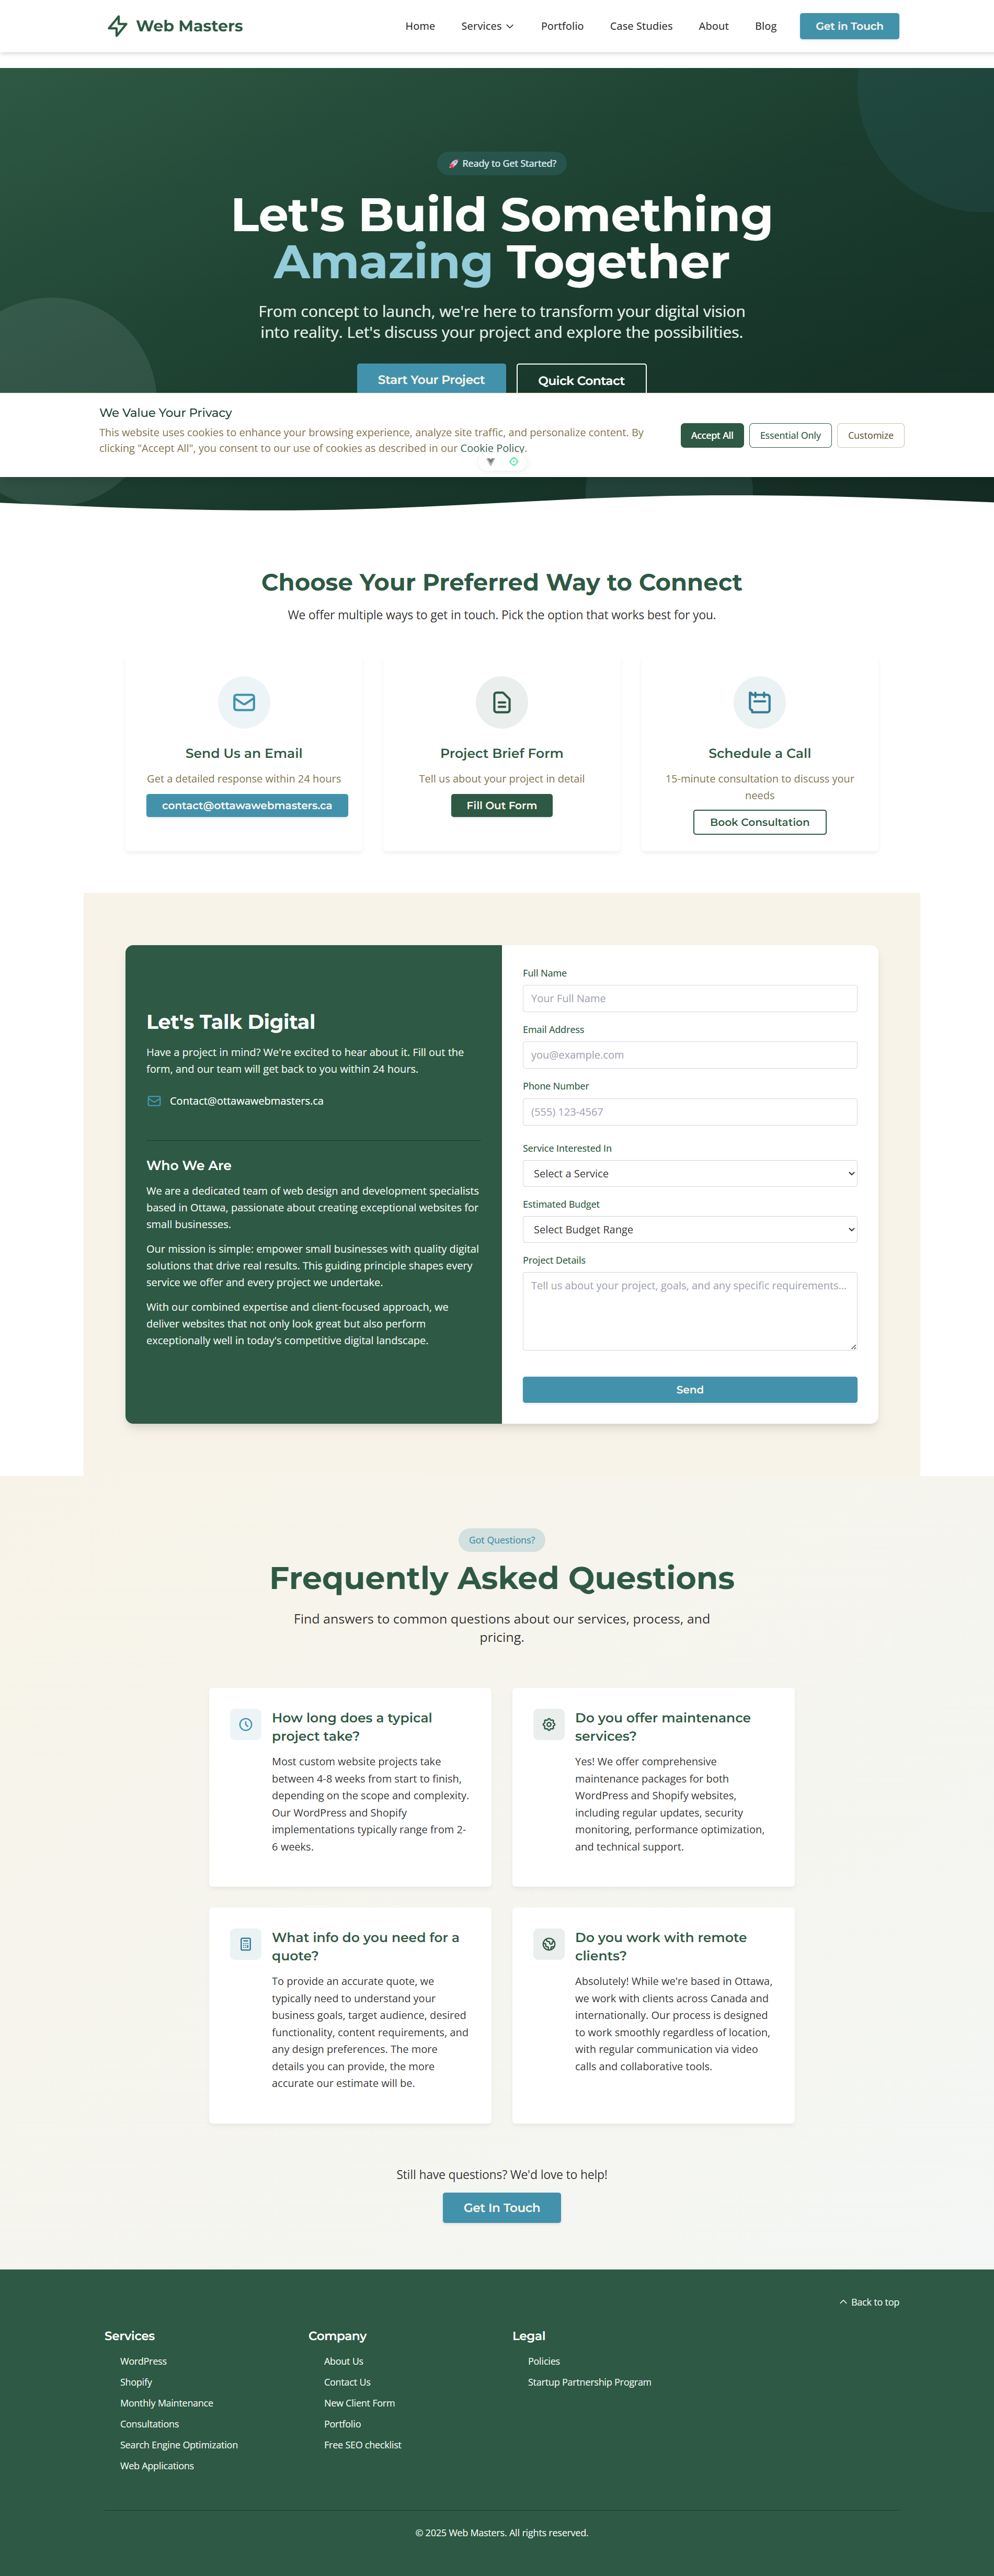 Web Masters
Home
Services
Portfolio
Case Studies
About
Blog
Get in Touch
🚀 Ready to Get Started?
Let's Build Something
Amazing Together
From concept to launch, we're here to transform your digital vision
into reality. Let's discuss your project and explore the possibilities.
Start Your Project
Quick Contact
We Value Your Privacy
This website uses cookies to enhance your browsing experience, analyze site traffic, and personalize content. By
clicking "Accept All", you consent to our use of cookies as described in our Cookie Policy.
Accept All
Essential Only
Customize
Choose Your Preferred Way to Connect
We offer multiple ways to get in touch. Pick the option that works best for you.
Send Us an Email
Get a detailed response within 24 hours
contact@ottawawebmasters.ca
Project Brief Form
Tell us about your project in detail
Fill Out Form
Schedule a Call
15-minute consultation to discuss your
needs
Book Consultation
Let's Talk Digital
Have a project in mind? We're excited to hear about it. Fill out the
form, and our team will get back to you within 24 hours.
Contact@ottawawebmasters.ca
Who We Are
We are a dedicated team of web design and development specialists
based in Ottawa, passionate about creating exceptional websites for
small businesses.
Our mission is simple: empower small businesses with quality digital
solutions that drive real results. This guiding principle shapes every
service we offer and every project we undertake.
With our combined expertise and client-focused approach, we
deliver websites that not only look great but also perform
exceptionally well in today's competitive digital landscape.
Full Name
Your Full Name
Email Address
you@example.com
Phone Number
(555) 123-4567
Service Interested In
Select a Service
Estimated Budget
Select Budget Range
Project Details
Tell us about your project, goals, and any specific requirements...
Send
Got Questions?
Frequently Asked Questions
Find answers to common questions about our services, process, and
pricing.
How long does a typical
project take?
Most custom website projects take
between 4-8 weeks from start to finish,
depending on the scope and complexity.
Our WordPress and Shopify
implementations typically range from 2-
6 weeks.
Do you offer maintenance
services?
Yes! We offer comprehensive
maintenance packages for both
WordPress and Shopify websites,
including regular updates, security
monitoring, performance optimization,
and technical support.
What info do you need for a
quote?
To provide an accurate quote, we
typically need to understand your
business goals, target audience, desired
functionality, content requirements, and
any design preferences. The more
details you can provide, the more
accurate our estimate will be.
Do you work with remote
clients?
Absolutely! While we're based in Ottawa,
we work with clients across Canada and
internationally. Our process is designed
to work smoothly regardless of location,
with regular communication via video
calls and collaborative tools.
Still have questions? We'd love to help!
Get In Touch
Back to top
Services
WordPress
Shopify
Monthly Maintenance
Consultations
Search Engine Optimization
Web Applications
Company
About Us
Contact Us
New Client Form
Portfolio
Free SEO checklist
Legal
Policies
Startup Partnership Program
© 2025 Web Masters. All rights reserved.